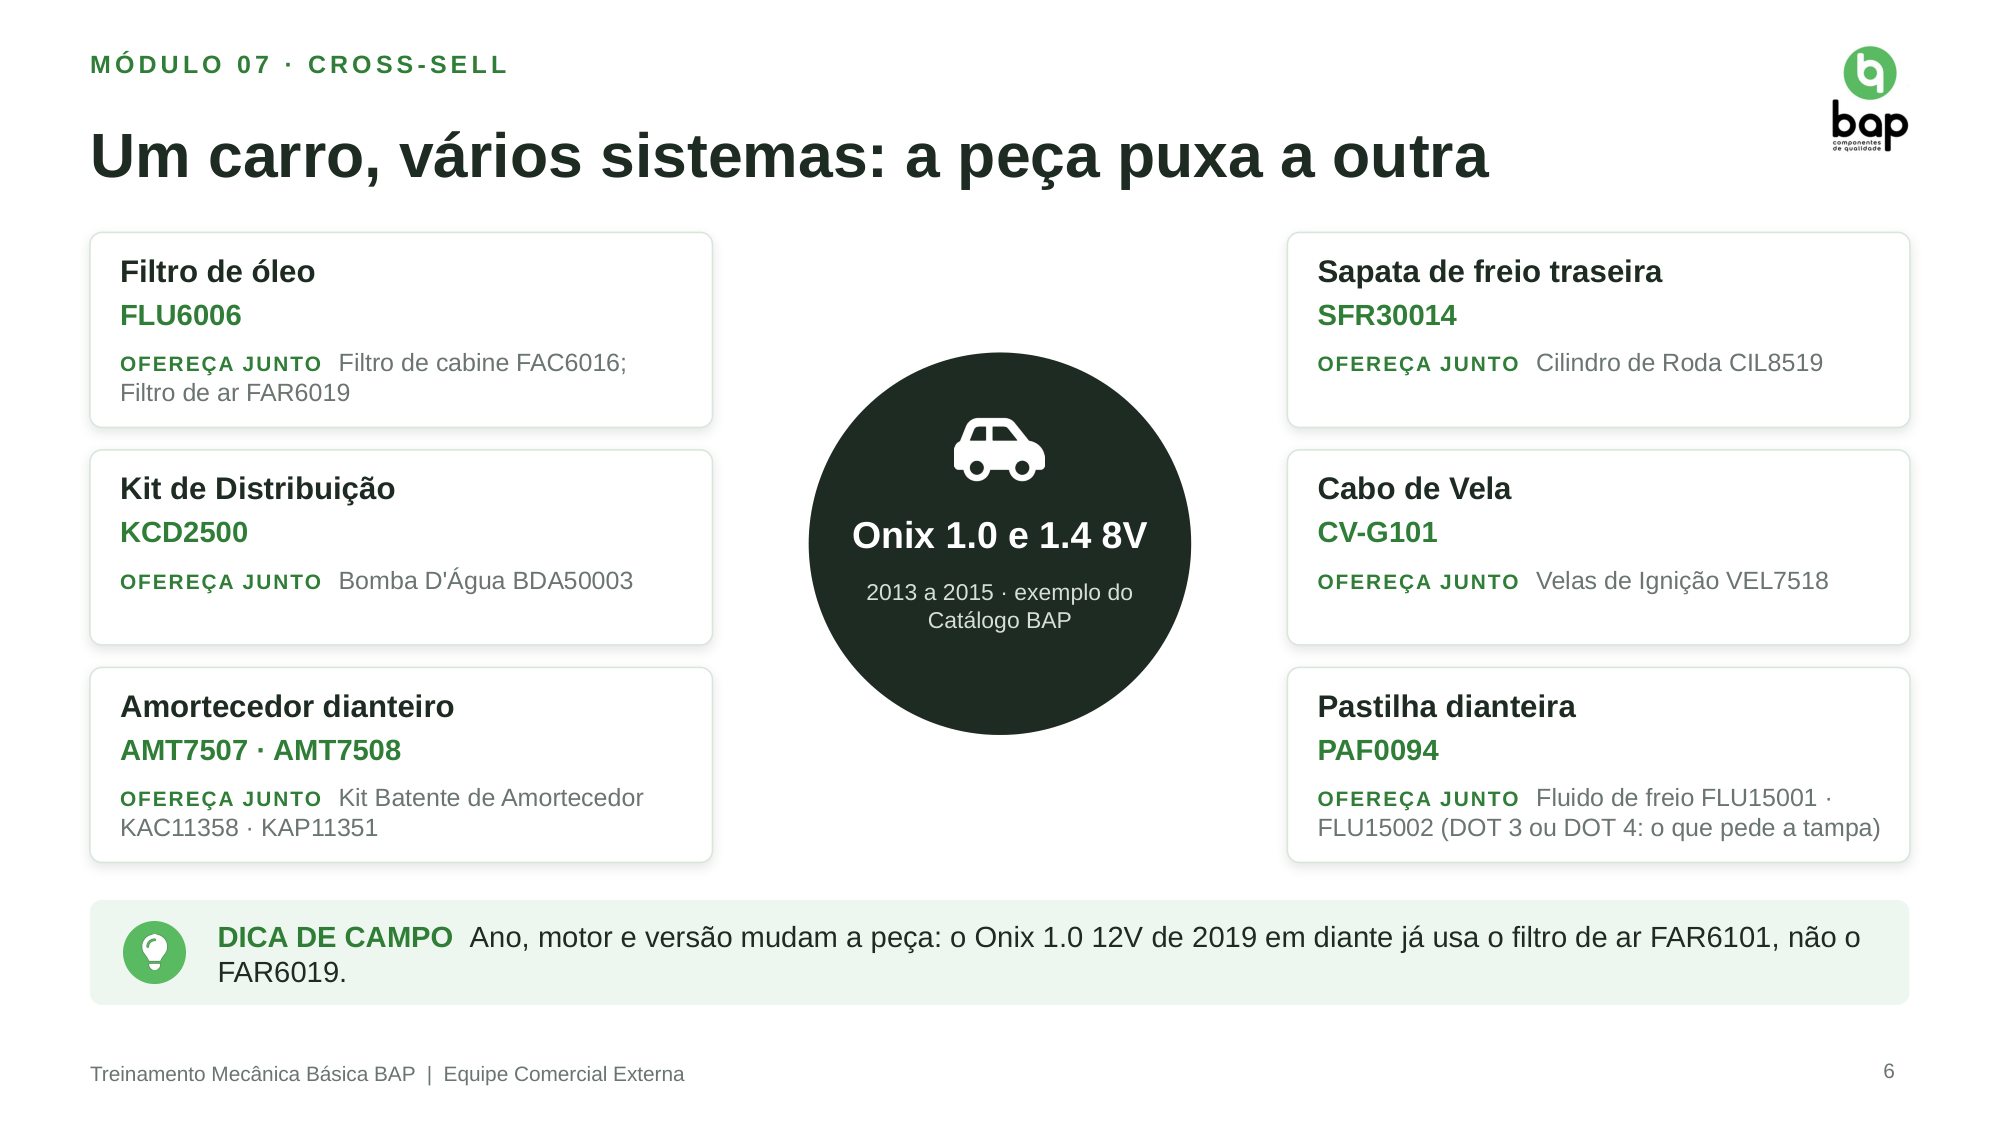 MÓDULO 07 · CROSS-SELL
bap
componentes
de qualidade
Um carro, vários sistemas: a peça puxa a outra
Filtro de óleo
FLU6006
OFEREÇA JUNTO Filtro de cabine FAC6016;
Filtro de ar FAR6019
Kit de Distribuição
KCD2500
OFEREÇA JUNTO Bomba D'Água BDA50003
Amortecedor dianteiro
AMT7507 · AMT7508
OFEREÇA JUNTO Kit Batente de Amortecedor
KAC11358 · KAP11351
Onix 1.0 e 1.4 8V
2013 a 2015 · exemplo do
Catálogo BAP
Sapata de freio traseira
SFR30014
OFEREÇA JUNTO Cilindro de Roda CIL8519
Cabo de Vela
CV-G101
OFEREÇA JUNTO Velas de Ignição VEL7518
Pastilha dianteira
PAF0094
OFEREÇA JUNTO Fluido de freio FLU15001 ·
FLU15002 (DOT 3 ou DOT 4: o que pede a tampa)
DICA DE CAMPO Ano, motor e versão mudam a peça: o Onix 1.0 12V de 2019 em diante já usa o filtro de ar FAR6101, não o
FAR6019.
Treinamento Mecânica Básica BAP | Equipe Comercial Externa
6